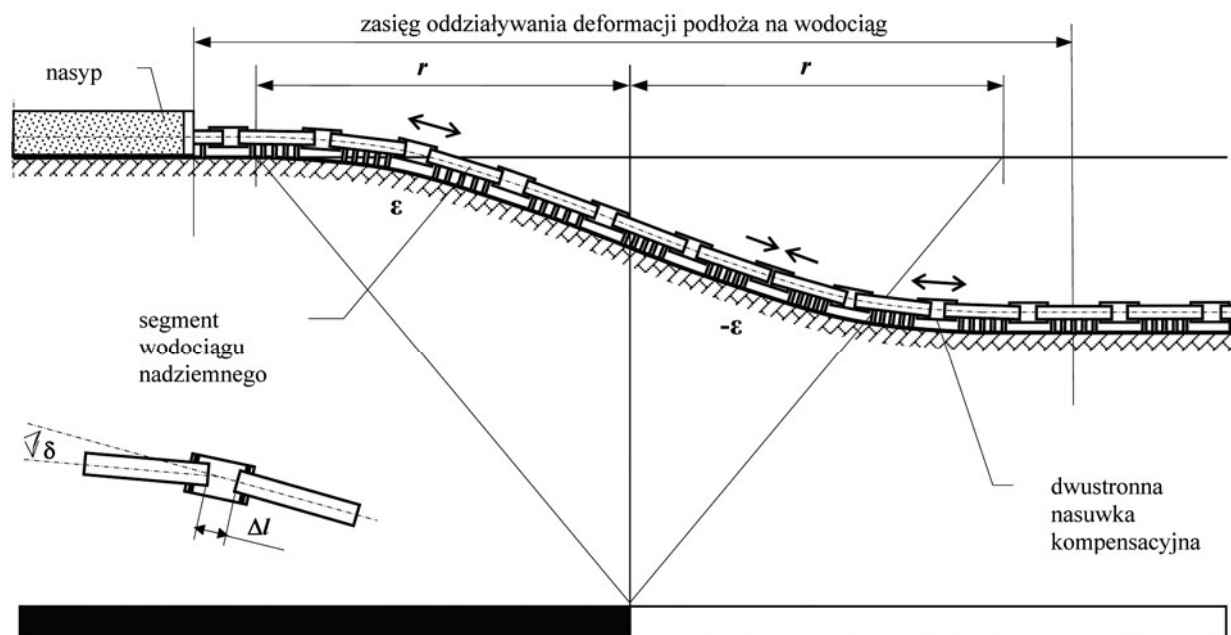 zasięg oddziaływania deformacji podłoża na wodociąg
nasyp
r
r
ε
-ε
segment
wodociągu
nadziemnego
δ
Δl
dwustronna
nasuwka
kompensacyjna